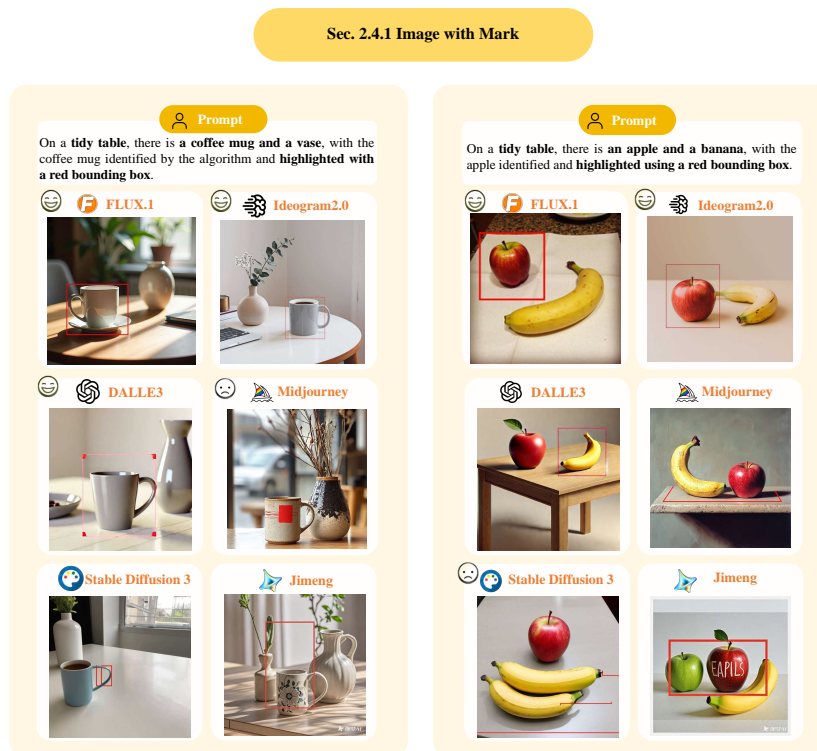 Sec. 2.4.1 Image with Mark
Prompt
On a tidy table, there is a coffee mug and a vase, with the
coffee mug identified by the algorithm and highlighted with
a red bounding box.
FLUX.1
Ideogram2.0
DALLE3
Midjourney
Stable Diffusion 3
Jimeng
Prompt
On a tidy table, there is an apple and a banana, with the
apple identified and highlighted using a red bounding box.
FLUX.1
Ideogram2.0
DALLE3
Midjourney
Stable Diffusion 3
Jimeng
EAPILS